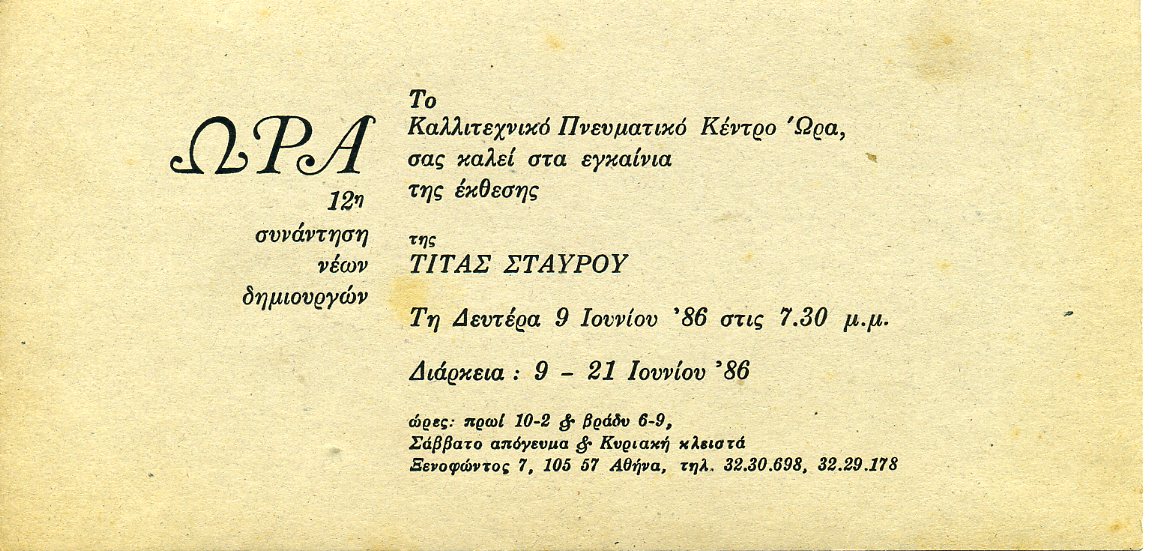 ΩΡΑ
12η
συνάντηση
νέων
δημιουργών
Το
Καλλιτεχνικό Πνευματικό Κέντρο Ώρα,
σας καλεί στα εγκαίνια
της έκθεσης
της
ΤΙΤΑΣ ΣΤΑΥΡΟΥ
Τη Δευτέρα 9 Ιουνίου '86 στις 7.30 μ.μ.
Διάρκεια : 9 – 21 Ιουνίου '86
ώρες: πρωί 10-2 & βράδυ 6-9,
Σάββατο απόγευμα & Κυριακή κλειστά
Ξενοφώντος 7, 105 57 Αθήνα, τηλ. 32.30.698, 32.29.178